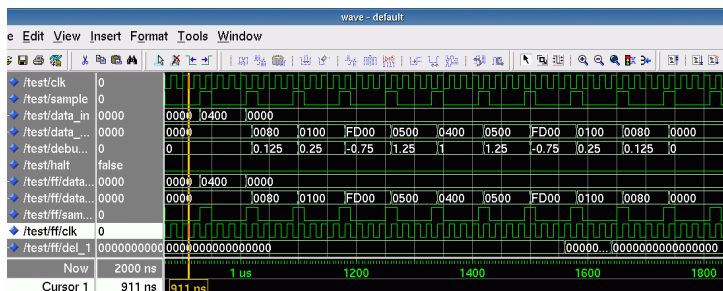 wave - default
e Edit View Insert Format Tools Window
/test/clk 0
/test/sample 0
/test/data_in 0000 0000 0400 0000
/test/data_... 0000 0000 0080 0100 FD00 0500 0400 0500 FD00 0100 0080 0000
/test/debu... 0 0 0.125 0.25 -0.75 1.25 1 1.25 -0.75 0.25 0.125 0
/test/halt false
/test/ff/data... 0000 0000 0400 0000
/test/ff/data... 0000 0000 0080 0100 FD00 0500 0400 0500 FD00 0100 0080 0000
/test/ff/sam... 0
/test/ff/clk 0
/test/ff/del_1 0000000000 0000000000000000 00000... 0000000000000000
Now 2000 ns 1 us 1200 1400 1600 1800
Cursor 1 911 ns 911 ns